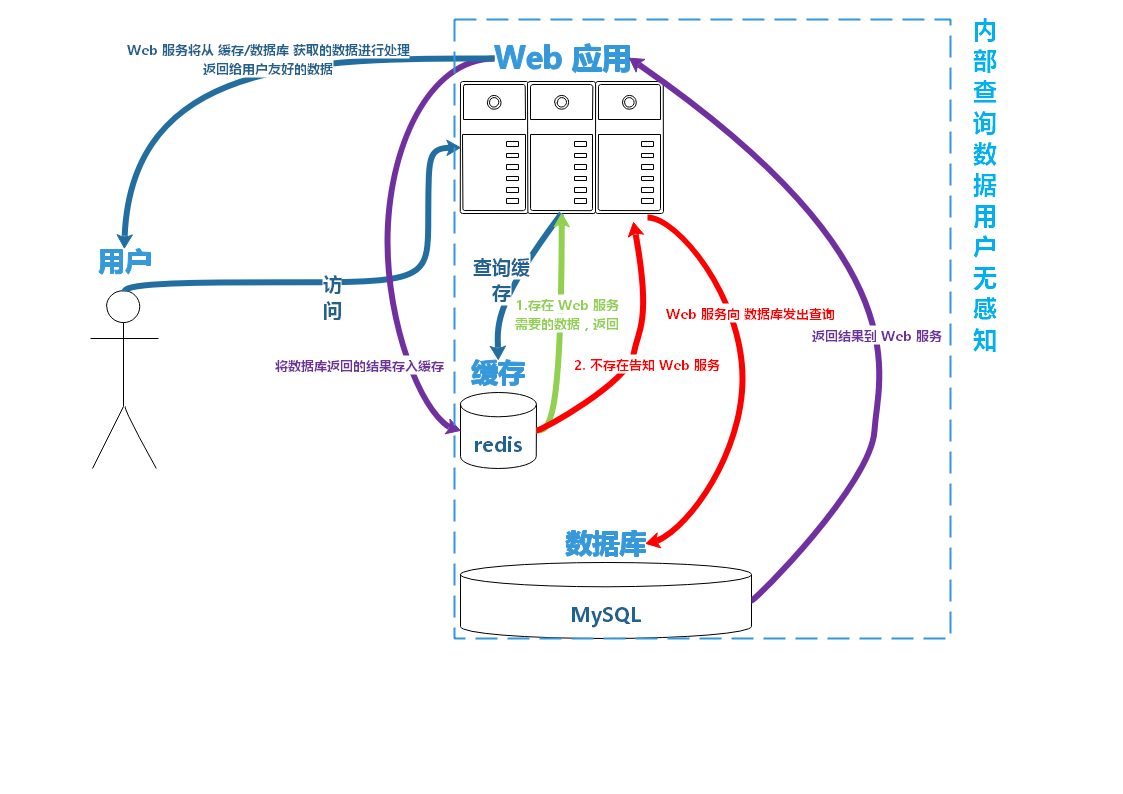 Web 应用
Web 服务将从 缓存/数据库 获取的数据进行处理
返回给用户友好的数据
内
部
查
询
数
据
用
户
无
感
知
用户
访
问
查询缓
存
1.存在 Web 服务
需要的数据，返回
Web 服务向 数据库发出查询
返回结果到 Web 服务
将数据库返回的结果存入缓存
2. 不存在告知 Web 服务
缓存
redis
数据库
MySQL